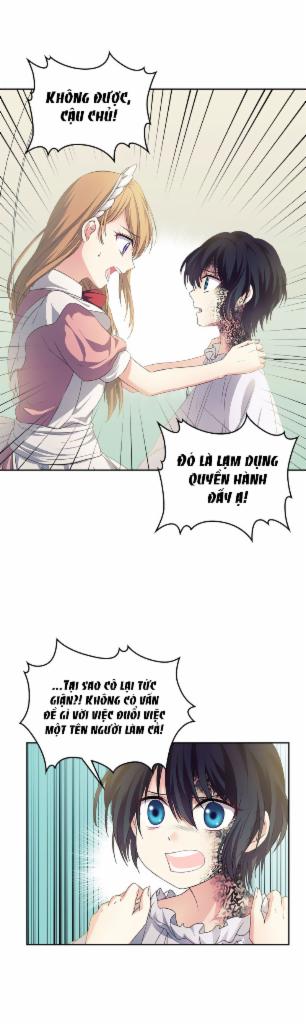 KHÔNG ĐƯỢC,
CẬU CHỦ!
ĐÓ LÀ LẠM DỤNG
QUYỀN HÀNH
ĐẤY Ạ!
...TẠI SAO CÔ LẠI TỨC
GIẬN?! KHÔNG CÓ VẤN
ĐỀ GÌ VỚI VIỆC ĐUỔI VIỆC
MỘT TÊN NGƯỜI LÀM CẢ!